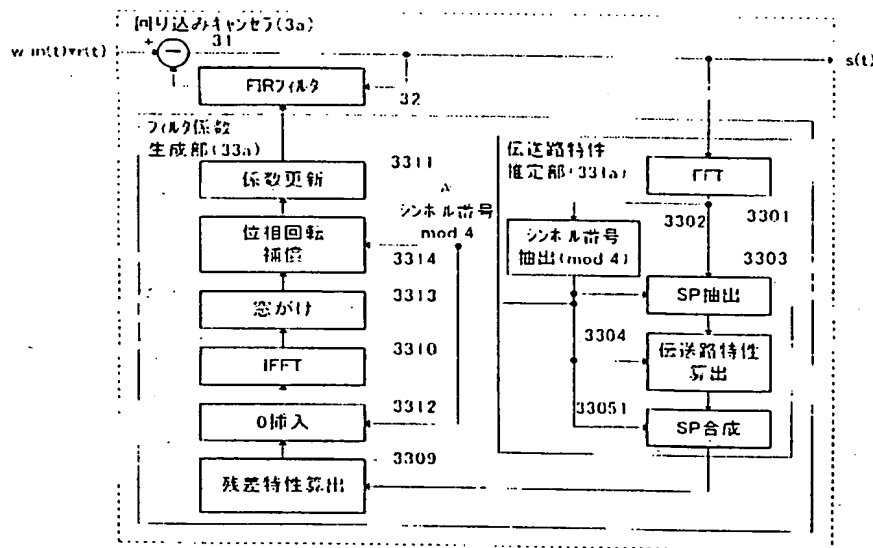 回り込みキャンセラ(3a)
31
+
s(t)
FIRフィルタ
32
フィルタ係数
生成部(33a)
伝送路特性
推定部(331a)
3311
係数更新
シンボル番号
mod 4
FFT
3301
3302
シンボル番号
抽出(mod 4)
3303
位相回転
補償
3314
3313
窓がけ
SP抽出
3304
伝送路特性
算出
3310
IFFT
33051
3312
0挿入
SP合成
3309
残差特性算出